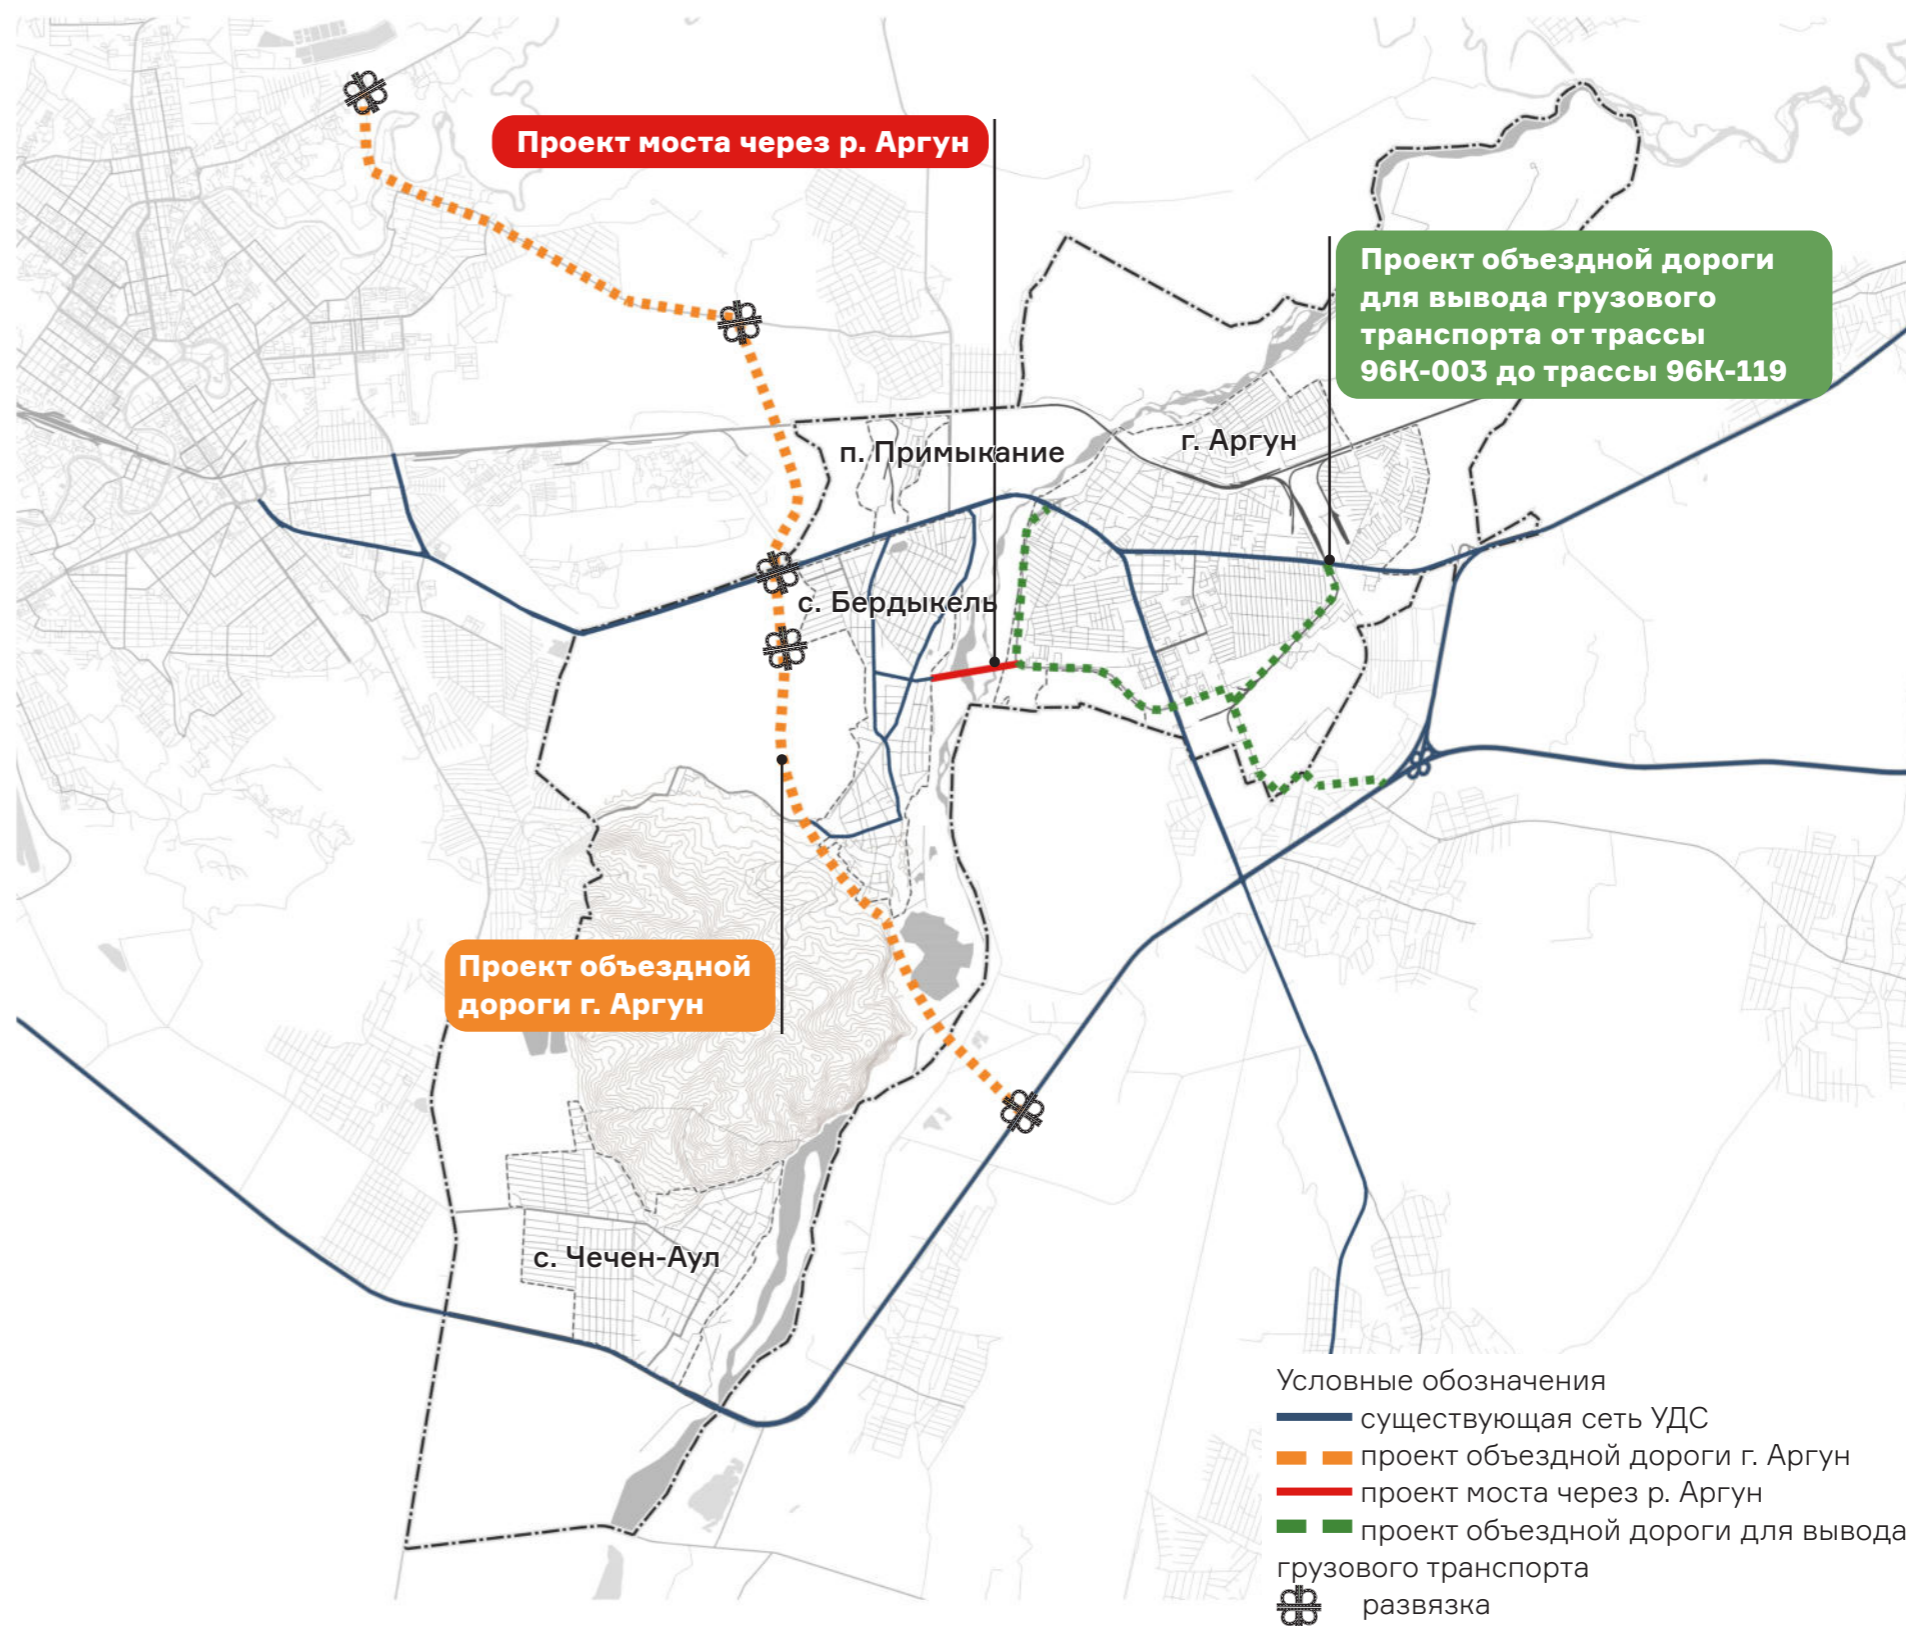 Проект моста через р. Аргун
Проект объездной дороги
для вывода грузового
транспорта от трассы
96К-003 до трассы 96К-119
г. Аргун
п. Примыкание
с. Бердыкель
Проект объездной
дороги г. Аргун
с. Чечен-Аул
Условные обозначения
существующая сеть УДС
проект объездной дороги г. Аргун
проект моста через р. Аргун
проект объездной дороги для вывода
грузового транспорта
развязка